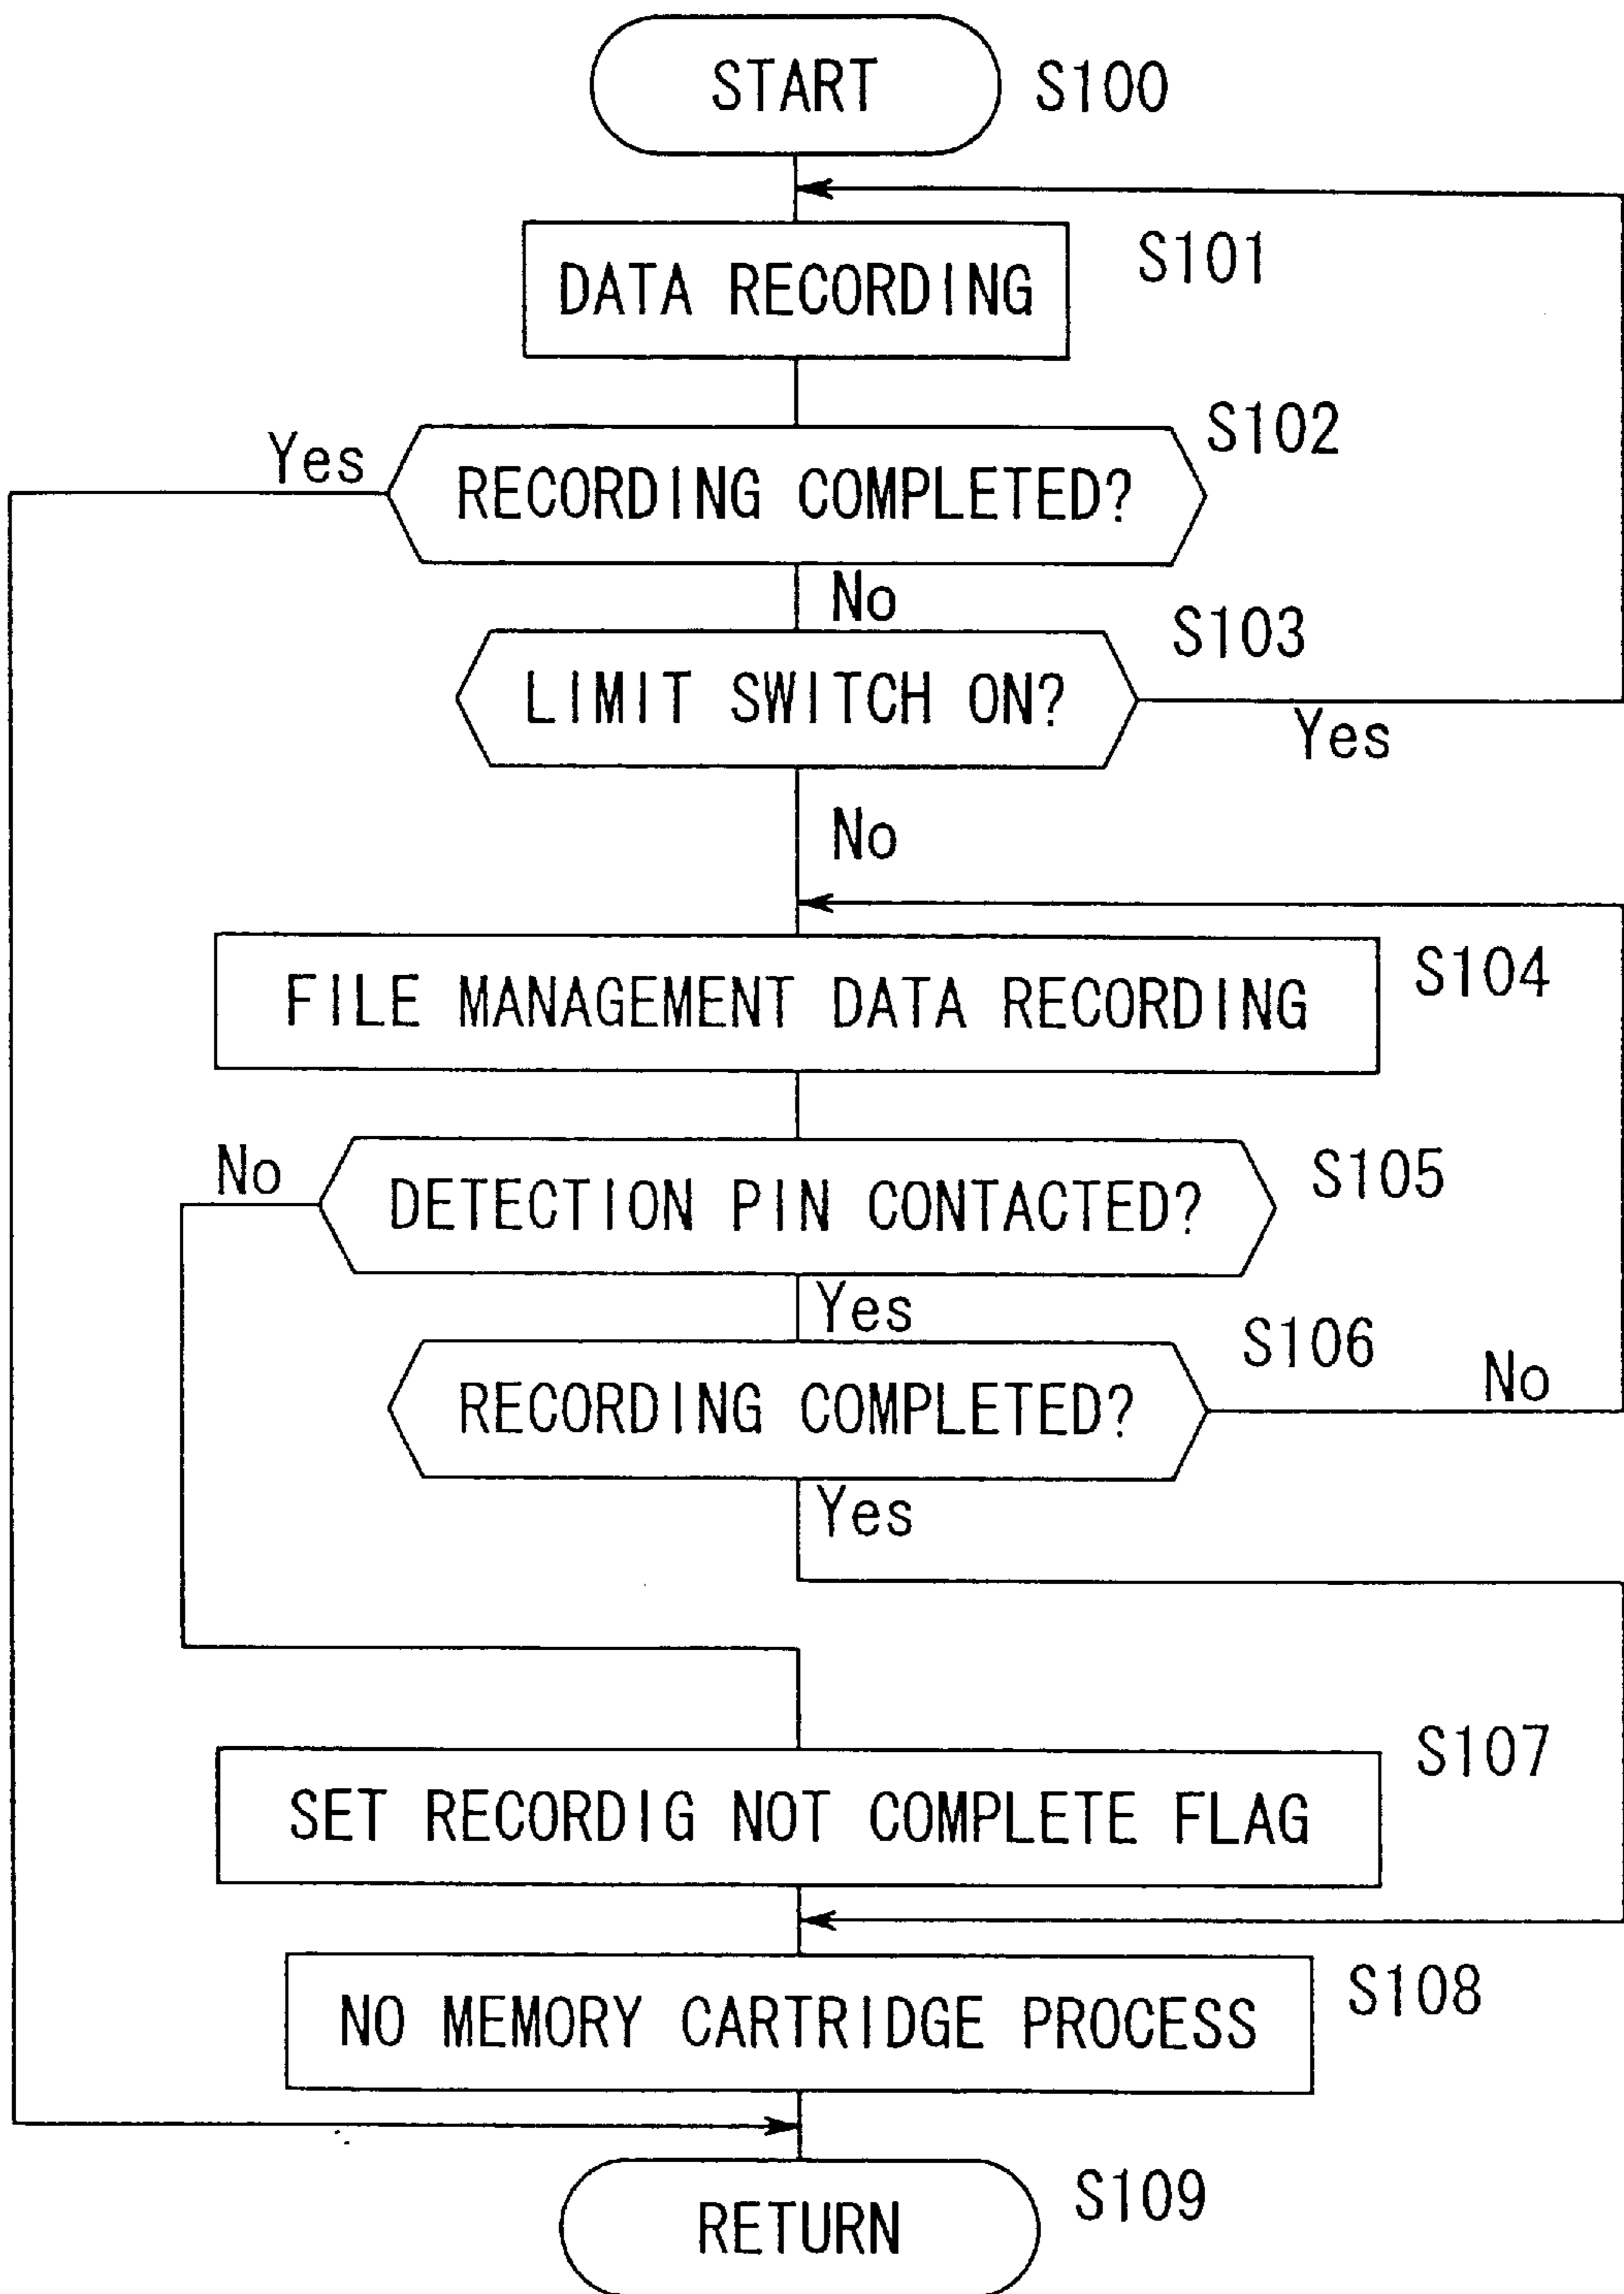 START S100
DATA RECORDING S101
Yes RECORDING COMPLETED? S102
No
LIMIT SWITCH ON? S103
Yes
No
FILE MANAGEMENT DATA RECORDING S104
No DETECTION PIN CONTACTED? S105
Yes
RECORDING COMPLETED? S106
No
Yes
SET RECORDIG NOT COMPLETE FLAG S107
NO MEMORY CARTRIDGE PROCESS S108
RETURN S109